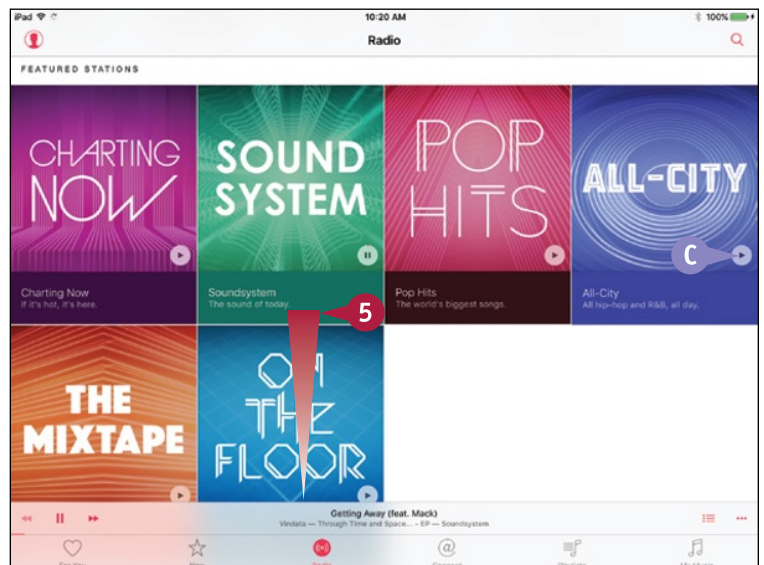 iPad 10:20 AM 100%
Radio
FEATURED STATIONS
CHARTING NOW
SOUND SYSTEM
POP HITS
ALL-CITY
C
Charting Now
If it's hot, it's here.
Soundsystem
The sound of today.
Pop Hits
The world's biggest songs.
All-City
All hip-hop and R&B, all day.
5
THE MIXTAPE
ON THE FLOOR
Getting Away (feat. Mack)
Vindata — Through Time and Space... - EP — Soundsystem